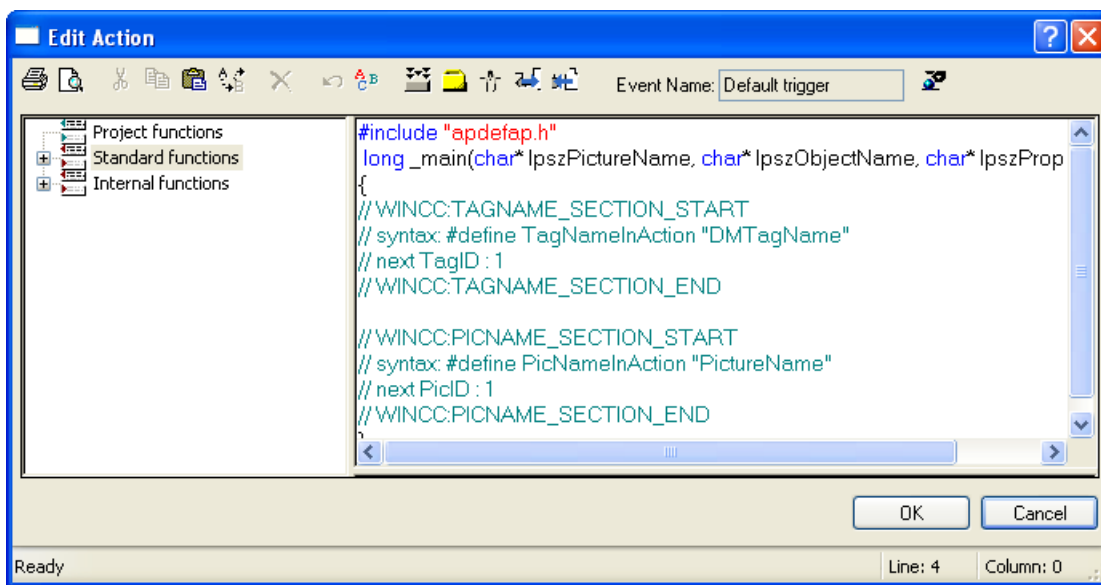 Edit Action
Event Name: Default trigger
Project functions
Standard functions
Internal functions
#include "apdefap.h"
long _main(char* lpszPictureName, char* lpszObjectName, char* lpszProp
{
// WINCC:TAGNAME_SECTION_START
// syntax: #define TagNameInAction "DMTagName"
// next TagID : 1
// WINCC:TAGNAME_SECTION_END
// WINCC:PICNAME_SECTION_START
// syntax: #define PicNameInAction "PictureName"
// next PicID : 1
// WINCC:PICNAME_SECTION_END
}
OK Cancel
Ready Line: 4 Column: 0